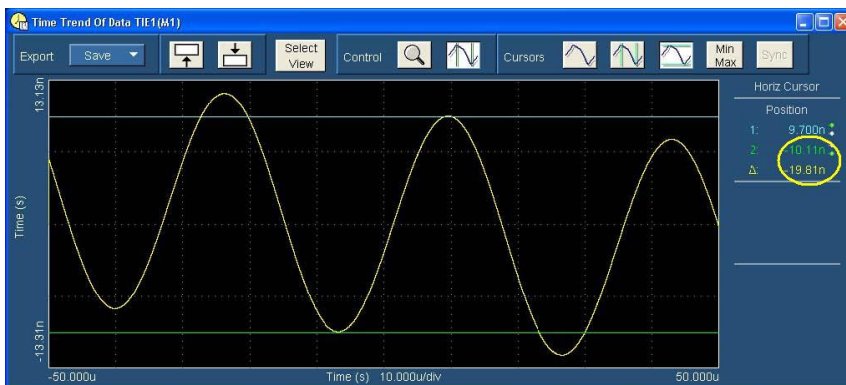 Time Trend Of Data TIE1(M1)
Export Save Select View Control Cursors Min Max Sync
Horiz Cursor
Position
1: 9.700n
2: -10.11n
Δ: -19.81n
13.13n
Time (s)
-13.31n
-50.000u Time (s) 10.000u/div 50.000u